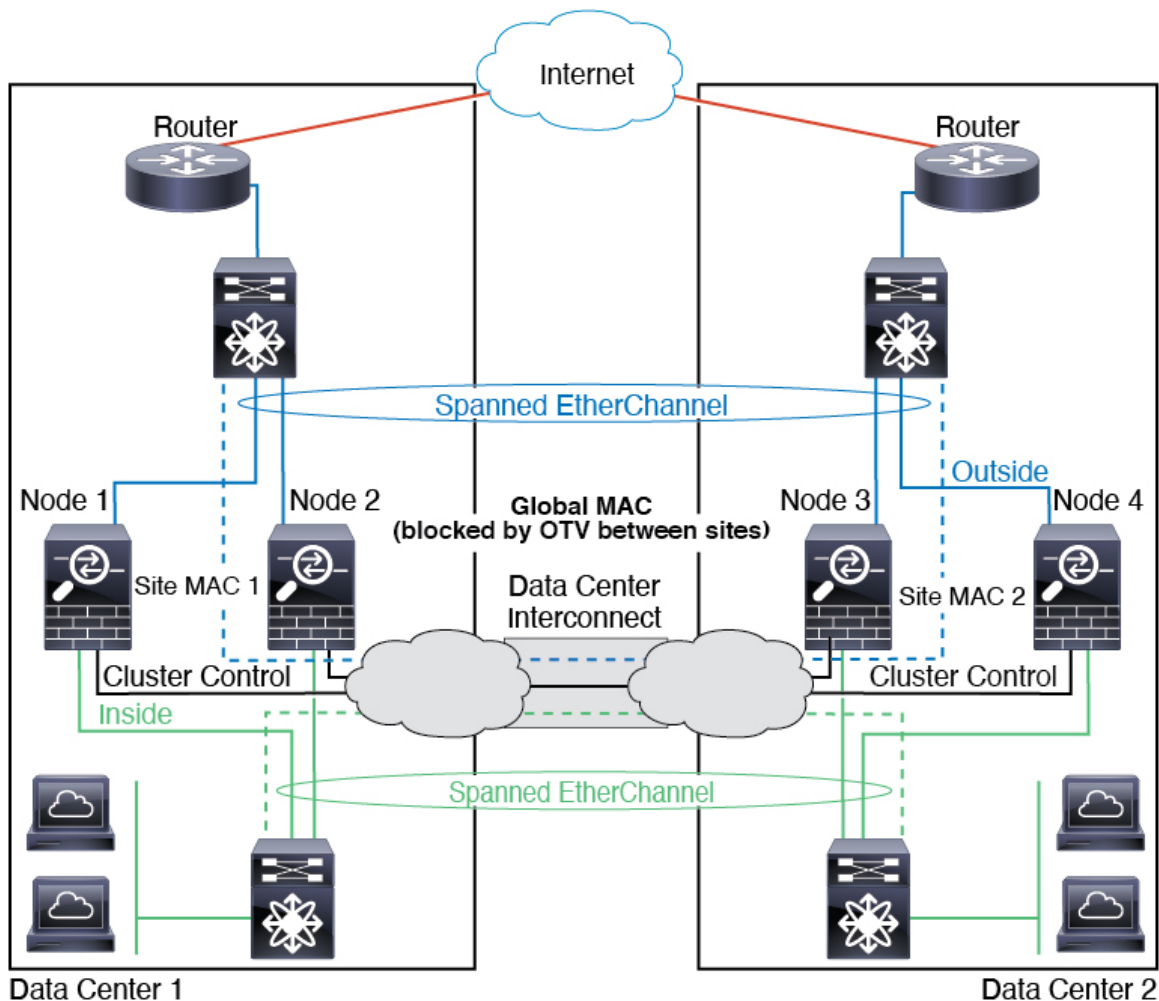 Internet
Router
Router
Spanned EtherChannel
Outside
Node 1
Node 2
Global MAC
(blocked by OTV between sites)
Node 3
Node 4
Site MAC 1
Data Center
Interconnect
Site MAC 2
Cluster Control
Cluster Control
Inside
Spanned EtherChannel
Data Center 1
Data Center 2